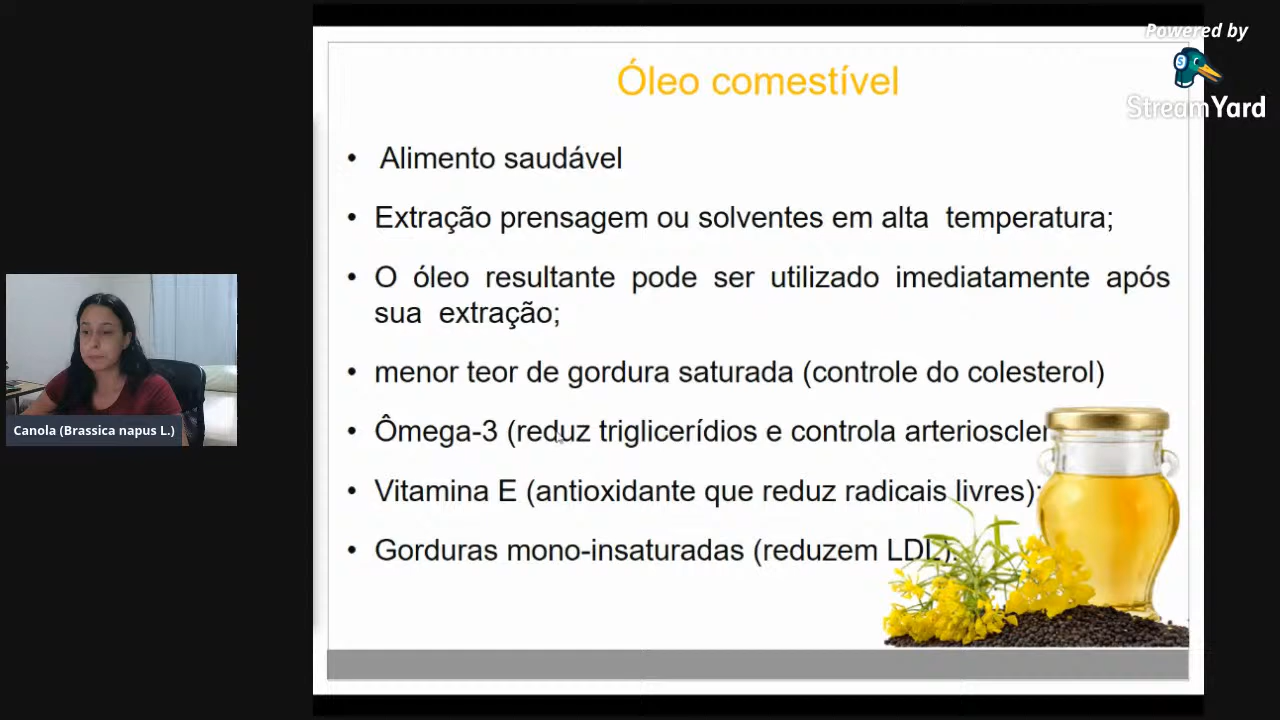 Powered by
StreamYard
Óleo comestível
• Alimento saudável
• Extração prensagem ou solventes em alta temperatura;
• O óleo resultante pode ser utilizado imediatamente após
sua extração;
• menor teor de gordura saturada (controle do colesterol)
• Ômega-3 (reduz triglicerídios e controla arterioscler
• Vitamina E (antioxidante que reduz radicais livres);
• Gorduras mono-insaturadas (reduzem LDL).
Canola (Brassica napus L.)